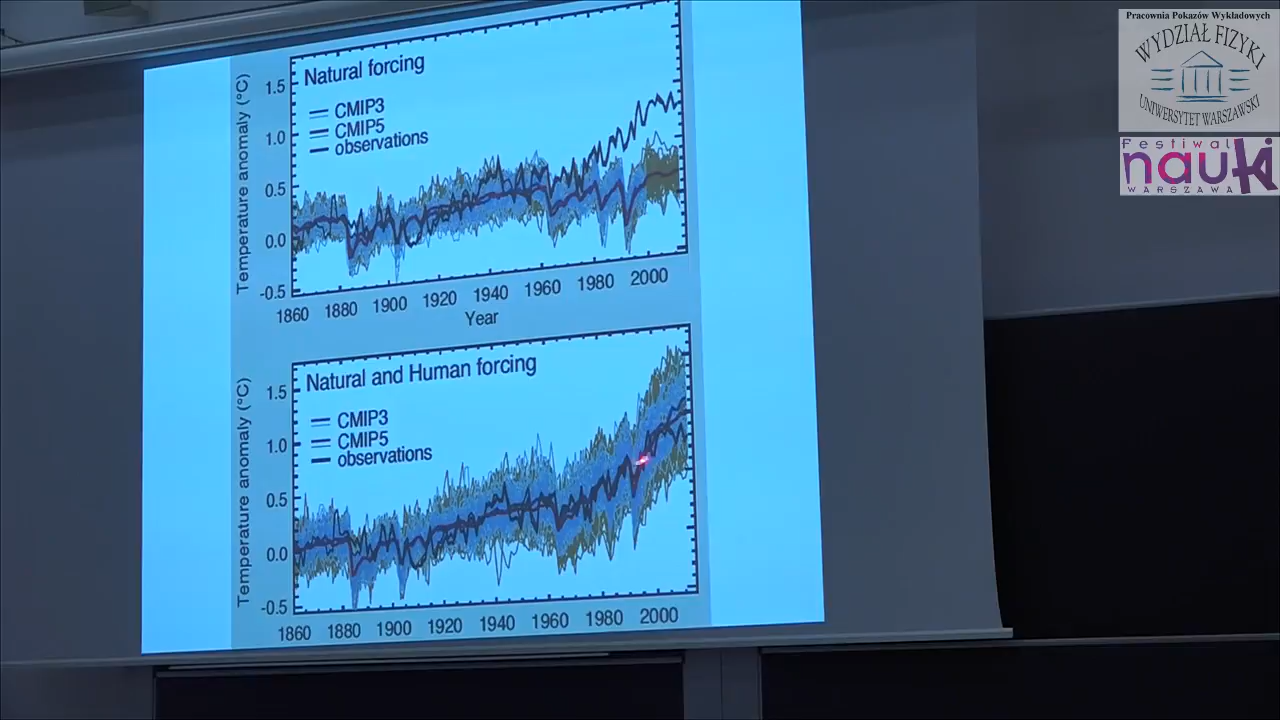 Natural forcing
CMIP3
CMIP5
observations
Temperature anomaly (°C)
1.5
1.0
0.5
0.0
-0.5
1860 1880 1900 1920 1940 1960 1980 2000
Year
Natural and Human forcing
CMIP3
CMIP5
observations
Temperature anomaly (°C)
1.5
1.0
0.5
0.0
-0.5
1860 1880 1900 1920 1940 1960 1980 2000
Pracownia Pokazów Wykładowych
WYDZIAŁ FIZYKI
UNIWERSYTET WARSZAWSKI
Festiwal
nauki
WARSZAWA